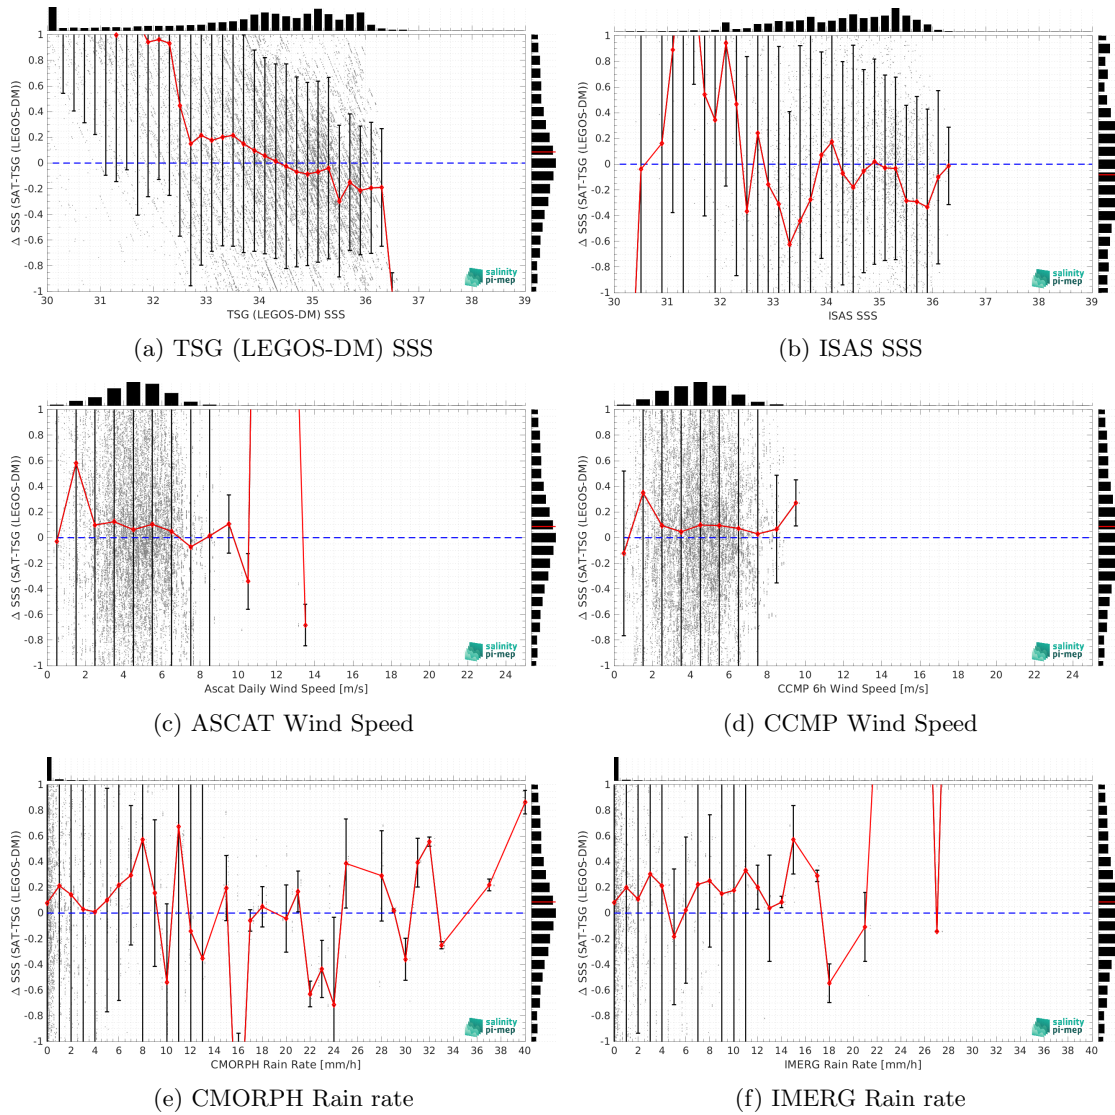 1
0.8
0.6
0.4
0.2
0
-0.2
-0.4
-0.6
-0.8
-1
Δ SSS (SAT-TSG (LEGOS-DM))
30 31 32 33 34 35 36 37 38 39
TSG (LEGOS-DM) SSS
salinity
pi-mep
(a) TSG (LEGOS-DM) SSS
1
0.8
0.6
0.4
0.2
0
-0.2
-0.4
-0.6
-0.8
-1
Δ SSS (SAT-TSG (LEGOS-DM))
30 31 32 33 34 35 36 37 38 39
ISAS SSS
salinity
pi-mep
(b) ISAS SSS
1
0.8
0.6
0.4
0.2
0
-0.2
-0.4
-0.6
-0.8
-1
Δ SSS (SAT-TSG (LEGOS-DM))
0 2 4 6 8 10 12 14 16 18 20 22 24
Ascat Daily Wind Speed [m/s]
salinity
pi-mep
(c) ASCAT Wind Speed
1
0.8
0.6
0.4
0.2
0
-0.2
-0.4
-0.6
-0.8
-1
Δ SSS (SAT-TSG (LEGOS-DM))
0 2 4 6 8 10 12 14 16 18 20 22 24
CCMP 6h Wind Speed [m/s]
salinity
pi-mep
(d) CCMP Wind Speed
1
0.8
0.6
0.4
0.2
0
-0.2
-0.4
-0.6
-0.8
-1
Δ SSS (SAT-TSG (LEGOS-DM))
0 2 4 6 8 10 12 14 16 18 20 22 24 26 28 30 32 34 36 38 40
CMORPH Rain Rate [mm/h]
salinity
pi-mep
(e) CMORPH Rain rate
1
0.8
0.6
0.4
0.2
0
-0.2
-0.4
-0.6
-0.8
-1
Δ SSS (SAT-TSG (LEGOS-DM))
0 2 4 6 8 10 12 14 16 18 20 22 24 26 28 30 32 34 36 38 40
IMERG Rain Rate [mm/h]
salinity
pi-mep
(f) IMERG Rain rate